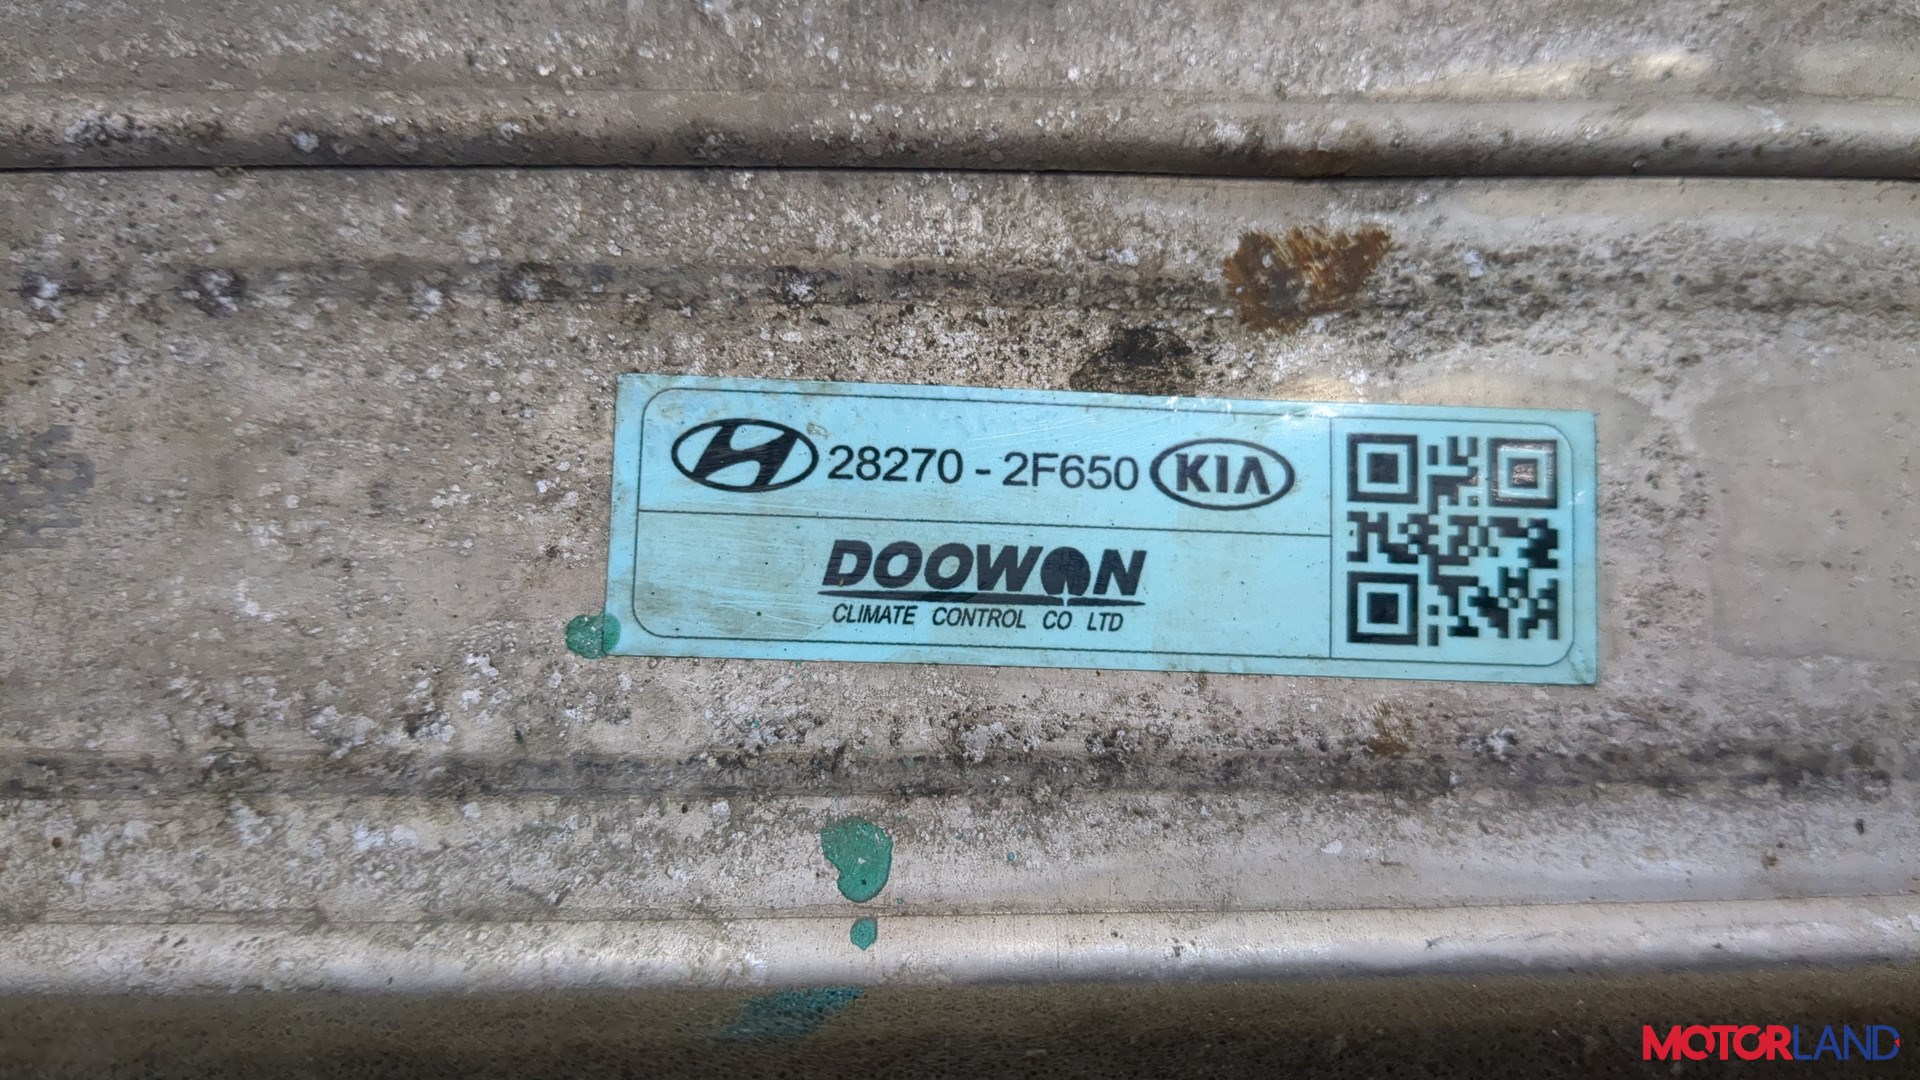 28270 - 2F650 KIA
DOOWON
CLIMATE CONTROL CO LTD
MOTORLAND